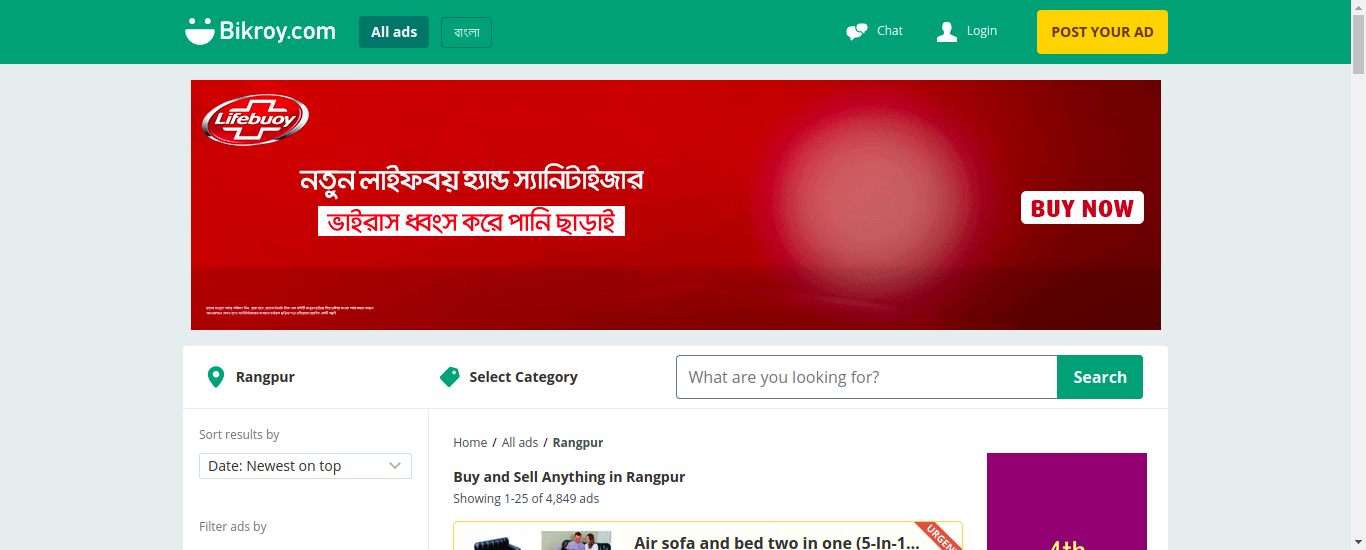 Bikroy.com
All ads
বাংলা
Chat
Login
POST YOUR AD
Lifebuoy
নতুন লাইফবয় হ্যান্ড স্যানিটাইজার
ভাইরাস ধ্বংস করে পানি ছাড়াই
BUY NOW
Rangpur
Select Category
What are you looking for?
Search
Sort results by
Date: Newest on top
Filter ads by
Home / All ads / Rangpur
Buy and Sell Anything in Rangpur
Showing 1-25 of 4,849 ads
Air sofa and bed two in one (5-In-1...
URGENT
4th